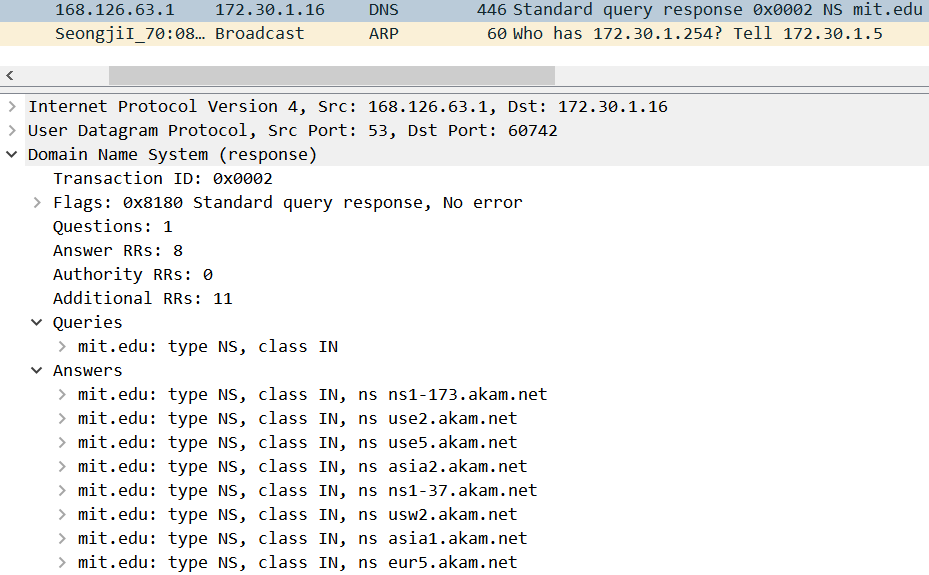 168.126.63.1 172.30.1.16 DNS 446 Standard query response 0x0002 NS mit.edu
SeongjiI_70:08… Broadcast ARP 60 Who has 172.30.1.254? Tell 172.30.1.5
Internet Protocol Version 4, Src: 168.126.63.1, Dst: 172.30.1.16
User Datagram Protocol, Src Port: 53, Dst Port: 60742
Domain Name System (response)
Transaction ID: 0x0002
Flags: 0x8180 Standard query response, No error
Questions: 1
Answer RRs: 8
Authority RRs: 0
Additional RRs: 11
Queries
mit.edu: type NS, class IN
Answers
mit.edu: type NS, class IN, ns ns1-173.akam.net
mit.edu: type NS, class IN, ns use2.akam.net
mit.edu: type NS, class IN, ns use5.akam.net
mit.edu: type NS, class IN, ns asia2.akam.net
mit.edu: type NS, class IN, ns ns1-37.akam.net
mit.edu: type NS, class IN, ns usw2.akam.net
mit.edu: type NS, class IN, ns asia1.akam.net
mit.edu: type NS, class IN, ns eur5.akam.net